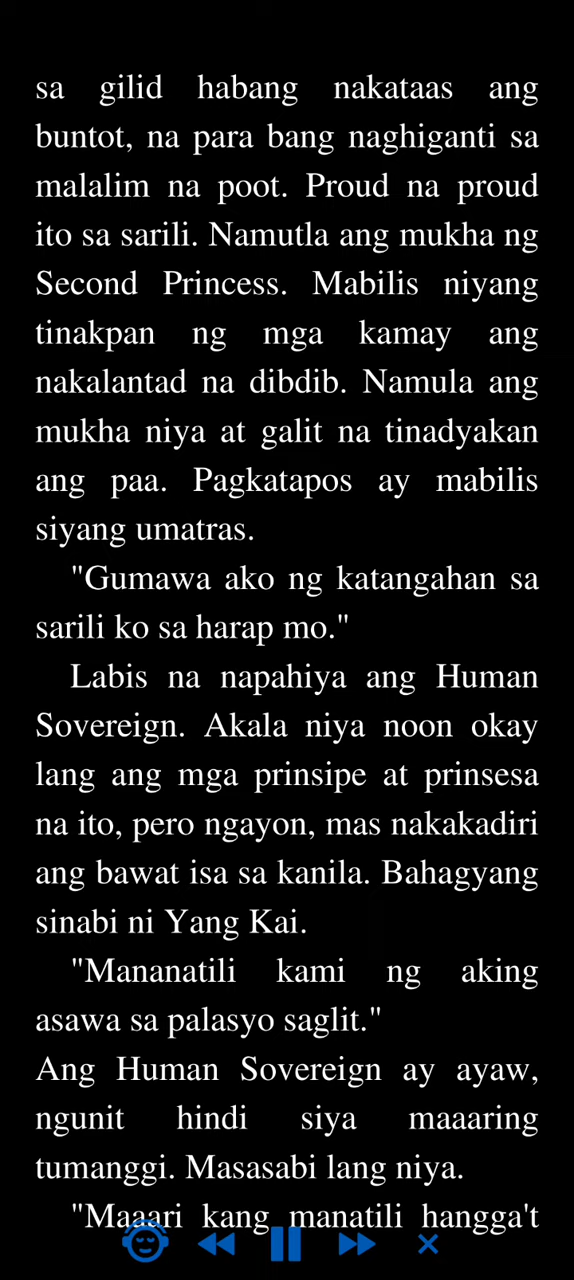 sa gilid habang nakataas ang
buntot, na para bang naghiganti sa
malalim na poot. Proud na proud
ito sa sarili. Namutla ang mukha ng
Second Princess. Mabilis niyang
tinakpan ng mga kamay ang
nakalantad na dibdib. Namula ang
mukha niya at galit na tinadyakan
ang paa. Pagkatapos ay mabilis
siyang umatras.
"Gumawa ako ng katangahan sa
sarili ko sa harap mo."
Labis na napahiya ang Human
Sovereign. Akala niya noon okay
lang ang mga prinsipe at prinsesa
na ito, pero ngayon, mas nakakadiri
ang bawat isa sa kanila. Bahagyang
sinabi ni Yang Kai.
"Mananatili kami ng aking
asawa sa palasyo saglit."
Ang Human Sovereign ay ayaw,
ngunit hindi siya maaaring
tumanggi. Masasabi lang niya.
"Maaari kang manatili hangga't